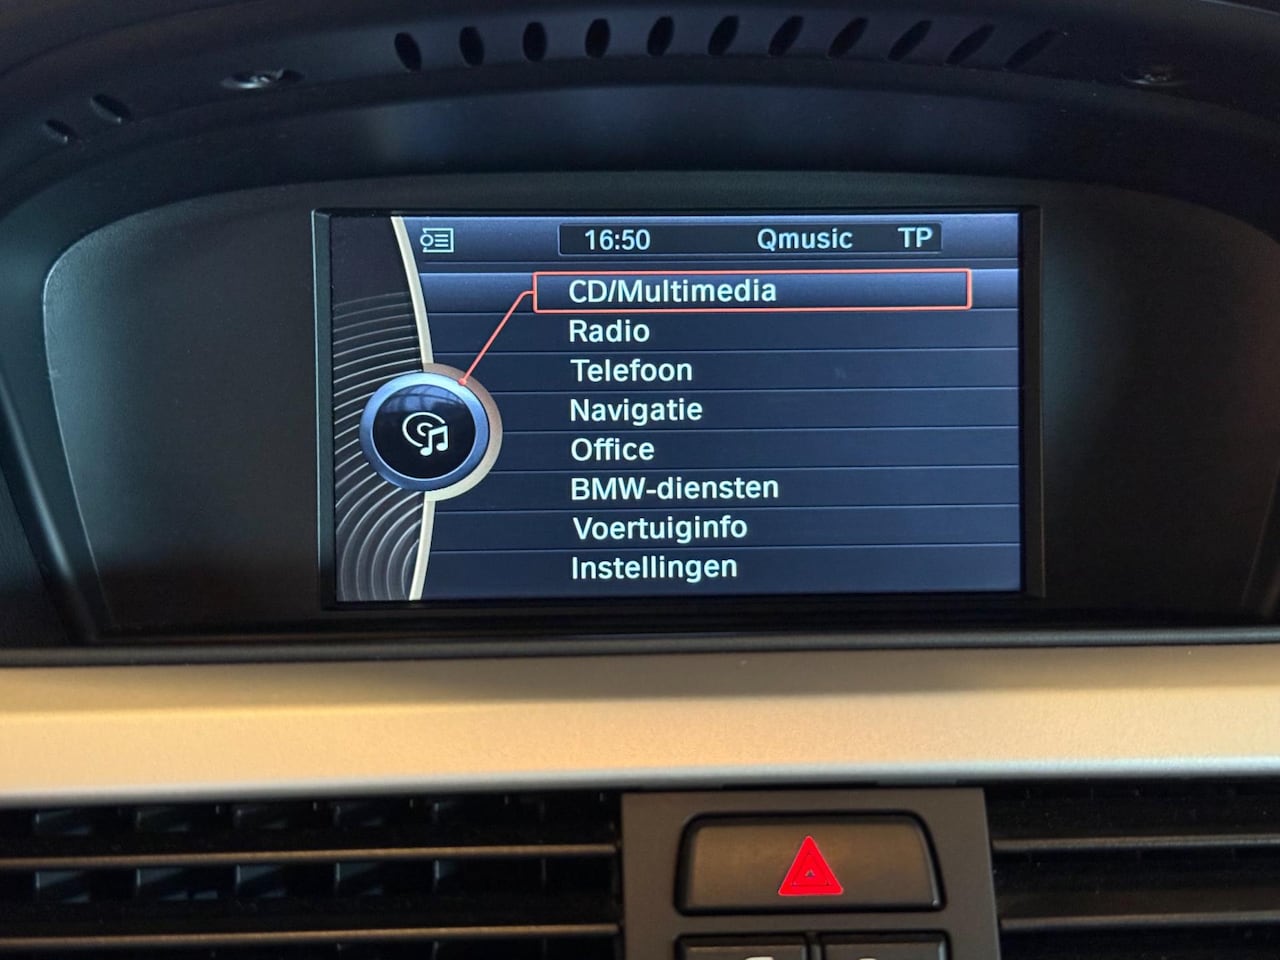 16:50 Qmusic TP
CD/Multimedia
Radio
Telefoon
Navigatie
Office
BMW-diensten
Voertuiginfo
Instellingen